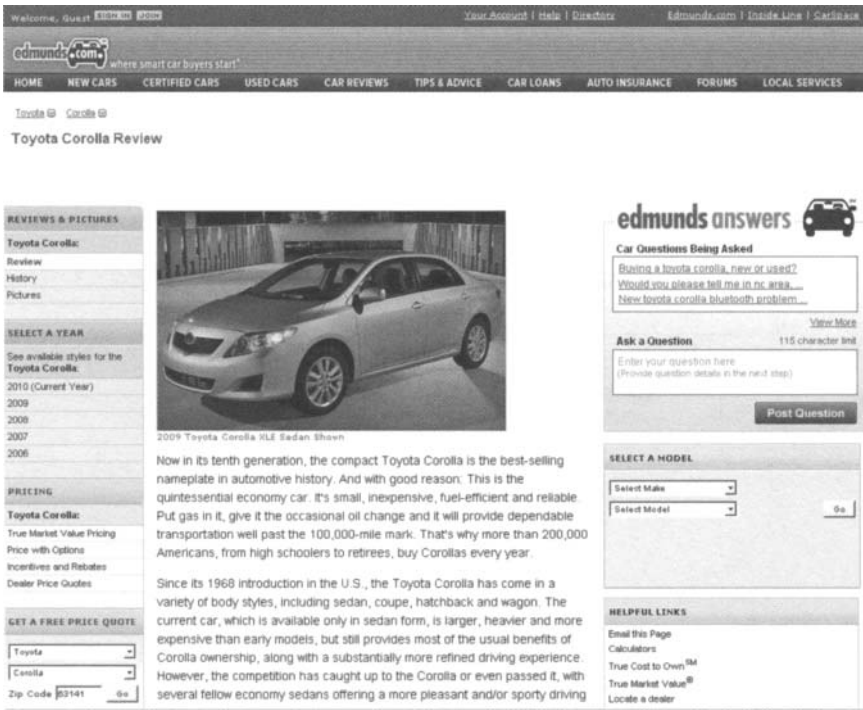 Welcome, Guest SIGN IN JOIN
Your Account | Help | Directory
Edmunds.com | Inside Line | CarSpace
edmunds.com
where smart car buyers start
HOME NEW CARS CERTIFIED CARS USED CARS CAR REVIEWS TIPS & ADVICE CAR LOANS AUTO INSURANCE FORUMS LOCAL SERVICES
Toyota Corolla
Toyota Corolla Review
REVIEWS & PICTURES
Toyota Corolla:
Review
History
Pictures
SELECT A YEAR
See available styles for the
Toyota Corolla:
2010 (Current Year)
2009
2008
2007
2006
PRICING
Toyota Corolla:
True Market Value Pricing
Price with Options
Incentives and Rebates
Dealer Price Quotes
GET A FREE PRICE QUOTE
Toyota
Corolla
Zip Code 63141 Go
2009 Toyota Corolla XLE Sedan Shown
Now in its tenth generation, the compact Toyota Corolla is the best-selling
nameplate in automotive history. And with good reason: This is the
quintessential economy car. It's small, inexpensive, fuel-efficient and reliable.
Put gas in it, give it the occasional oil change and it will provide dependable
transportation well past the 100,000-mile mark. That's why more than 200,000
Americans, from high schoolers to retirees, buy Corollas every year.
Since its 1968 introduction in the U.S., the Toyota Corolla has come in a
variety of body styles, including sedan, coupe, hatchback and wagon. The
current car, which is available only in sedan form, is larger, heavier and more
expensive than early models, but still provides most of the usual benefits of
Corolla ownership, along with a substantially more refined driving experience.
However, the competition has caught up to the Corolla or even passed it, with
several fellow economy sedans offering a more pleasant and/or sporty driving
edmunds answers
Car Questions Being Asked
Buying a toyota corolla, new or used?
Would you please tell me in nc area, ...
New toyota corolla bluetooth problem ...
View More
Ask a Question 115 character limit
Enter your question here
(Provide question details in the next step)
Post Question
SELECT A MODEL
Select Make
Select Model Go
HELPFUL LINKS
Email this Page
Calculators
True Cost to Own℠
True Market Value®
Locate a dealer